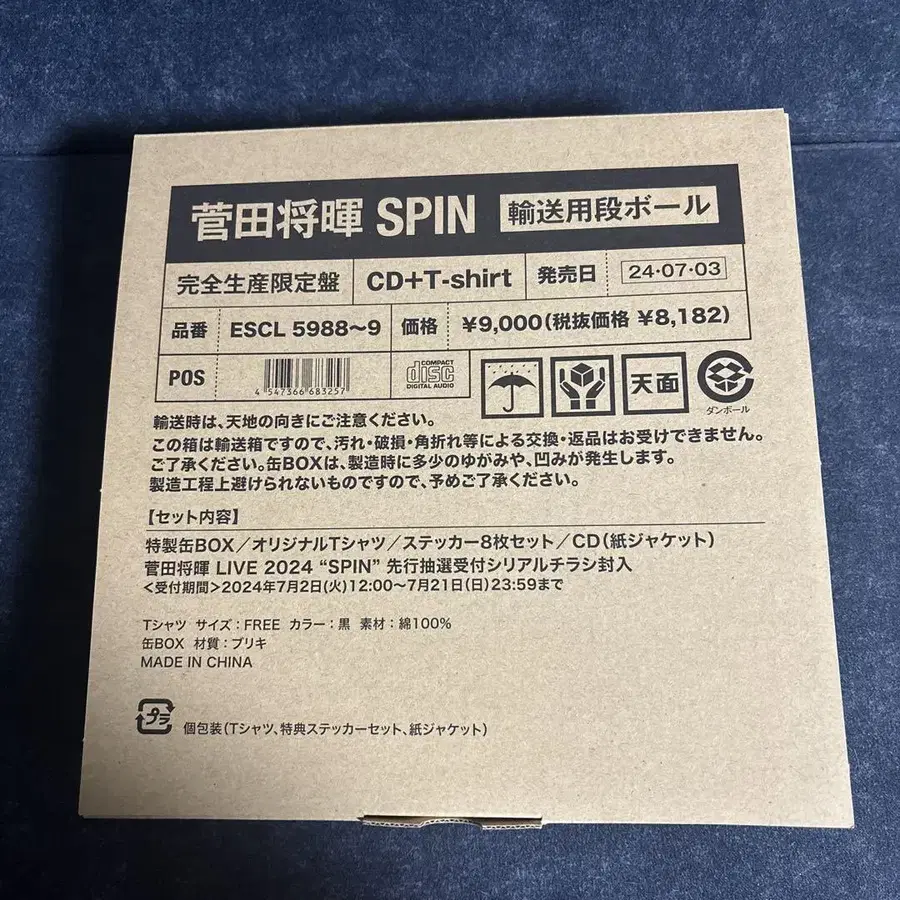 菅田将暉 SPIN 輸送用段ボール
完全生産限定盤 CD+T-shirt 発売日 24・07・03
品番 ESCL 5988〜9 価格 ¥9,000(税抜価格 ¥8,182)
POS 4 547366 683257 COMPACT disc DIGITAL AUDIO 天面 ダンボール
輸送時は、天地の向きにご注意ください。
この箱は輸送箱ですので、汚れ・破損・角折れ等による交換・返品はお受けできません。
ご了承ください。缶BOXは、製造時に多少のゆがみや、凹みが発生します。
製造工程上避けられないものですので、予めご了承ください。
【セット内容】
特製缶BOX/オリジナルTシャツ/ステッカー8枚セット/CD(紙ジャケット)
菅田将暉 LIVE 2024 “SPIN” 先行抽選受付シリアルチラシ封入
<受付期間>2024年7月2日(火)12:00〜7月21日(日)23:59まで
Tシャツ サイズ:FREE カラー:黒 素材:綿100%
缶BOX 材質:ブリキ
MADE IN CHINA
プラ 個包装(Tシャツ、特典ステッカーセット、紙ジャケット)